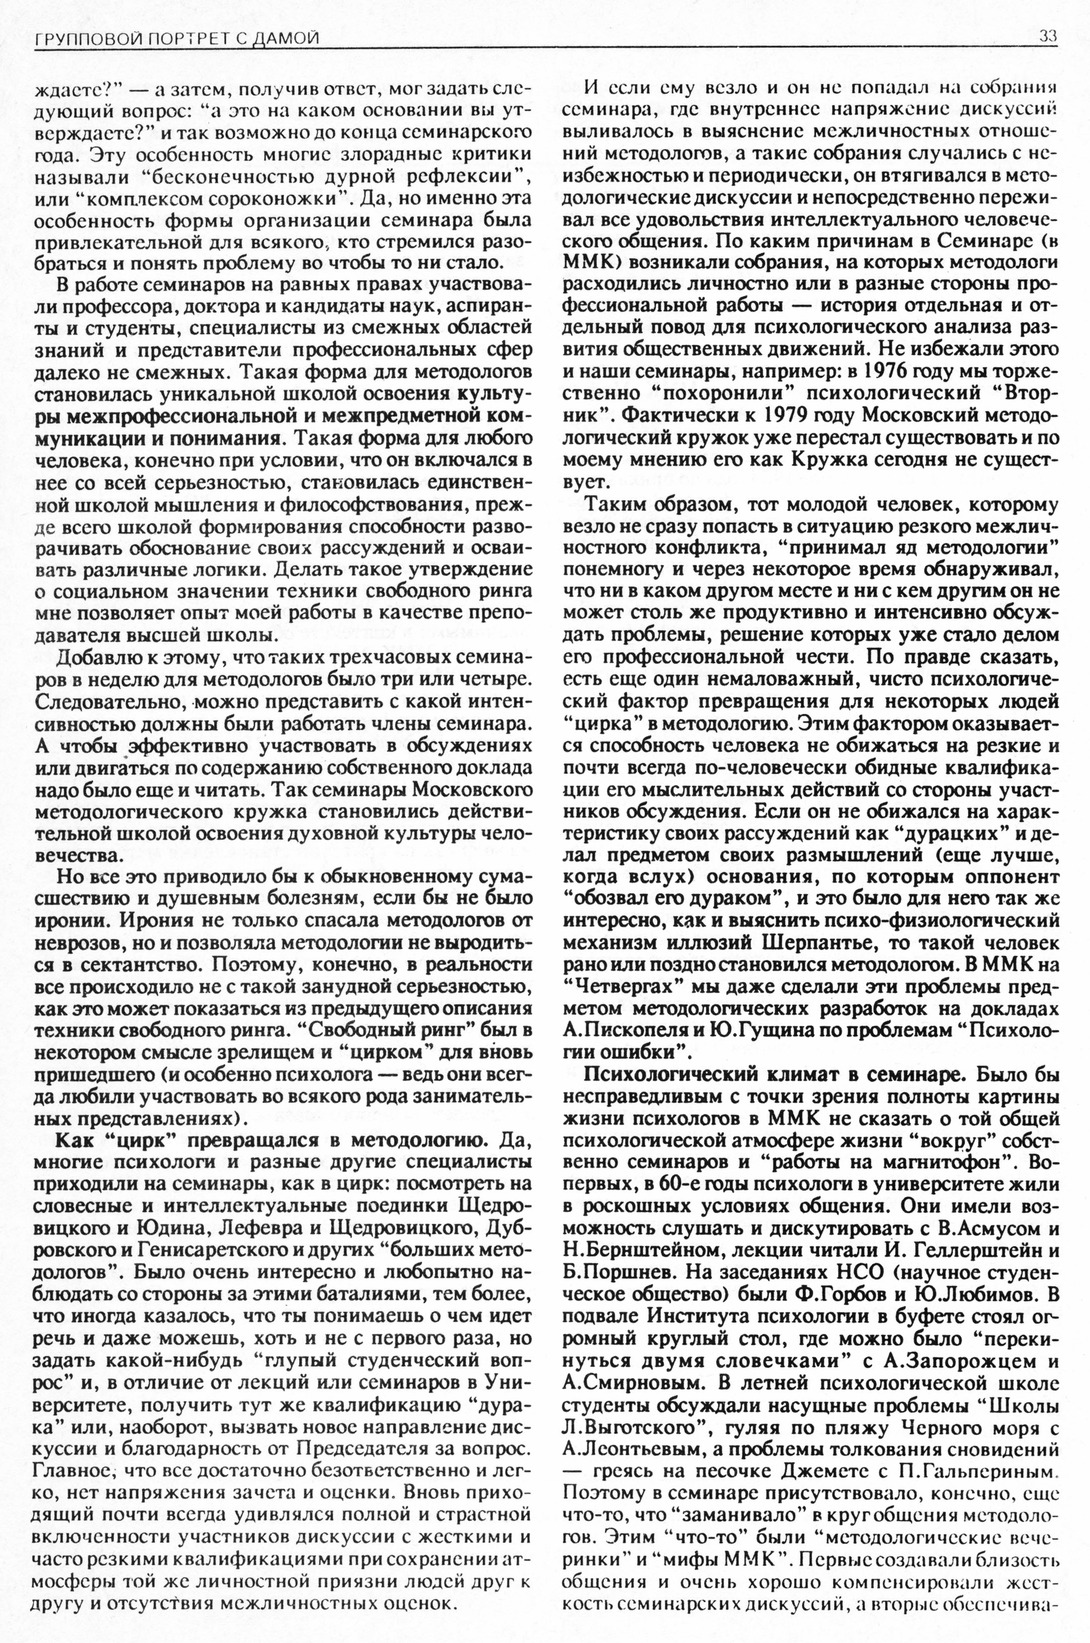 ГРУППОВОЙ ПОРТРЕТ С ДАМОЙ
33
ждаете?” — а затем, получив ответ, мог задать сле-
дующий вопрос: “а это на каком основании вы ут-
верждаете?” и так возможно до конца семинарского
года. Эту особенность многие злорадные критики
называли “бесконечностью дурной рефлексии”,
или “комплексом сороконожки”. Да, но именно эта
особенность формы организации семинара была
привлекательной для всякого, кто стремился разо-
браться и понять проблему во чтобы то ни стало.
В работе семинаров на равных правах участвова-
ли профессора, доктора и кандидаты наук, аспиран-
ты и студенты, специалисты из смежных областей
знаний и представители профессиональных сфер
далеко не смежных. Такая форма для методологов
становилась уникальной школой освоения культу-
ры межпрофессиональной и межпредметной ком-
муникации и понимания. Такая форма для любого
человека, конечно при условии, что он включался в
нее со всей серьезностью, становилась единствен-
ной школой мышления и философствования, преж-
де всего школой формирования способности разво-
рачивать обоснование своих рассуждений и осваи-
вать различные логики. Делать такое утверждение
о социальном значении техники свободного ринга
мне позволяет опыт моей работы в качестве препо-
давателя высшей школы.
Добавлю к этому, что таких трехчасовых семина-
ров в неделю для методологов было три или четыре.
Следовательно, можно представить с какой интен-
сивностью должны были работать члены семинара.
А чтобы эффективно участвовать в обсуждениях
или двигаться по содержанию собственного доклада
надо было еще и читать. Так семинары Московского
методологического кружка становились действи-
тельной школой освоения духовной культуры чело-
вечества.
Но все это приводило бы к обыкновенному сума-
сшествию и душевным болезням, если бы не было
иронии. Ирония не только спасала методологов от
неврозов, но и позволяла методологии не выродить-
ся в сектантство. Поэтому, конечно, в реальности
все происходило не с такой занудной серьезностью,
как это может показаться из предыдущего описания
техники свободного ринга. “Свободный ринг” был в
некотором смысле зрелищем и “цирком” для вновь
пришедшего (и особенно психолога — ведь они всег-
да любили участвовать во всякого рода заниматель-
ных представлениях).
Как “цирк” превращался в методологию. Да,
многие психологи и разные другие специалисты
приходили на семинары, как в цирк: посмотреть на
словесные и интеллектуальные поединки Щедро-
вицкого и Юдина, Лефевра и Щедровицкого, Дуб-
ровского и Генисаретского и других “больших мето-
дологов”. Было очень интересно и любопытно на-
блюдать со стороны за этими баталиями, тем более,
что иногда казалось, что ты понимаешь о чем идет
речь и даже можешь, хоть и не с первого раза, но
задать какой-нибудь “глупый студенческий воп-
рос” и, в отличие от лекций или семинаров в Уни-
верситете, получить тут же квалификацию “дура-
ка” или, наоборот, вызвать новое направление дис-
куссии и благодарность от Председателя за вопрос.
Главное, что все достаточно безответственно и лег-
ко, нет напряжения зачета и оценки. Вновь прихо-
дящий почти всегда удивлялся полной и страстной
включенности участников дискуссии с жесткими и
часто резкими квалификациями при сохранении ат-
мосферы той же личностной приязни людей друг к
другу и отсутствия межличностных оценок.
И если ему везло и он не попадал на собрания
семинара, где внутреннее напряжение дискуссий
выливалось в выяснение межличностных отноше-
ний методологов, а такие собрания случались с не-
избежностью и периодически, он втягивался в мето-
дологические дискуссии и непосредственно пережи-
вал все удовольствия интеллектуального человече-
ского общения. По каким причинам в Семинаре (в
ММК) возникали собрания, на которых методологи
расходились личностно или в разные стороны про-
фессиональной работы — история отдельная и от-
дельный повод для психологического анализа раз-
вития общественных движений. Не избежали этого
и наши семинары, например: в 1976 году мы торже-
ственно “похоронили” психологический “Втор-
ник”. Фактически к 1979 году Московский методо-
логический кружок уже перестал существовать и по
моему мнению его как Кружка сегодня не сущест-
вует.
Таким образом, тот молодой человек, которому
везло не сразу попасть в ситуацию резкого межлич-
ностного конфликта, “принимал яд методологии”
понемногу и через некоторое время обнаруживал,
что ни в каком другом месте и ни с кем другим он не
может столь же продуктивно и интенсивно обсуж-
дать проблемы, решение которых уже стало делом
его профессиональной чести. По правде сказать,
есть еще один немаловажный, чисто психологиче-
ский фактор превращения для некоторых людей
“цирка” в методологию. Этим фактором оказывает-
ся способность человека не обижаться на резкие и
почти всегда по-человечески обидные квалифика-
ции его мыслительных действий со стороны участ-
ников обсуждения. Если он не обижался на харак-
теристику своих рассуждений как “дурацких” и де-
лал предметом своих размышлений (еще лучше,
когда вслух) основания, по которым оппонент
“обозвал его дураком”, и это было для него так же
интересно, как и выяснить психо-физиологический
механизм иллюзий Шерпантье, то такой человек
рано или поздно становился методологом. В ММК на
“Четвергах” мы даже сделали эти проблемы пред-
метом методологических разработок на докладах
А.Пископеля и Ю.Гущина по проблемам “Психоло-
гии ошибки”.
Психологический климат в семинаре. Было бы
несправедливым с точки зрения полноты картины
жизни психологов в ММК не сказать о той общей
психологической атмосфере жизни “вокруг” собст-
венно семинаров и “работы на магнитофон”. Во-
первых, в 60-е годы психологи в университете жили
в роскошных условиях общения. Они имели воз-
можность слушать и дискутировать с В.Асмусом и
Н.Бернштейном, лекции читали И. Геллерштейн и
Б.Поршнев. На заседаниях НСО (научное студен-
ческое общество) были Ф.Горбов и Ю.Любимов. В
подвале Института психологии в буфете стоял ог-
ромный круглый стол, где можно было “переки-
нуться двумя словечками” с А.Запорожцем и
А.Смирновым. В летней психологической школе
студенты обсуждали насущные проблемы “Школы
Л.Выготского”, гуляя по пляжу Черного моря с
А.Леонтьевым, а проблемы толкования сновидений
— греясь на песочке Джемете с П.Гальпериным.
Поэтому в семинаре присутствовало, конечно, еще
что-то, что “заманивало” в круг общения методоло-
гов. Этим “что-то” были “методологические вече-
ринки” и “мифы ММК”. Первые создавали близость
общения и очень хорошо компенсировали жест-
кость семинарских дискуссий, а вторые обеспечива-